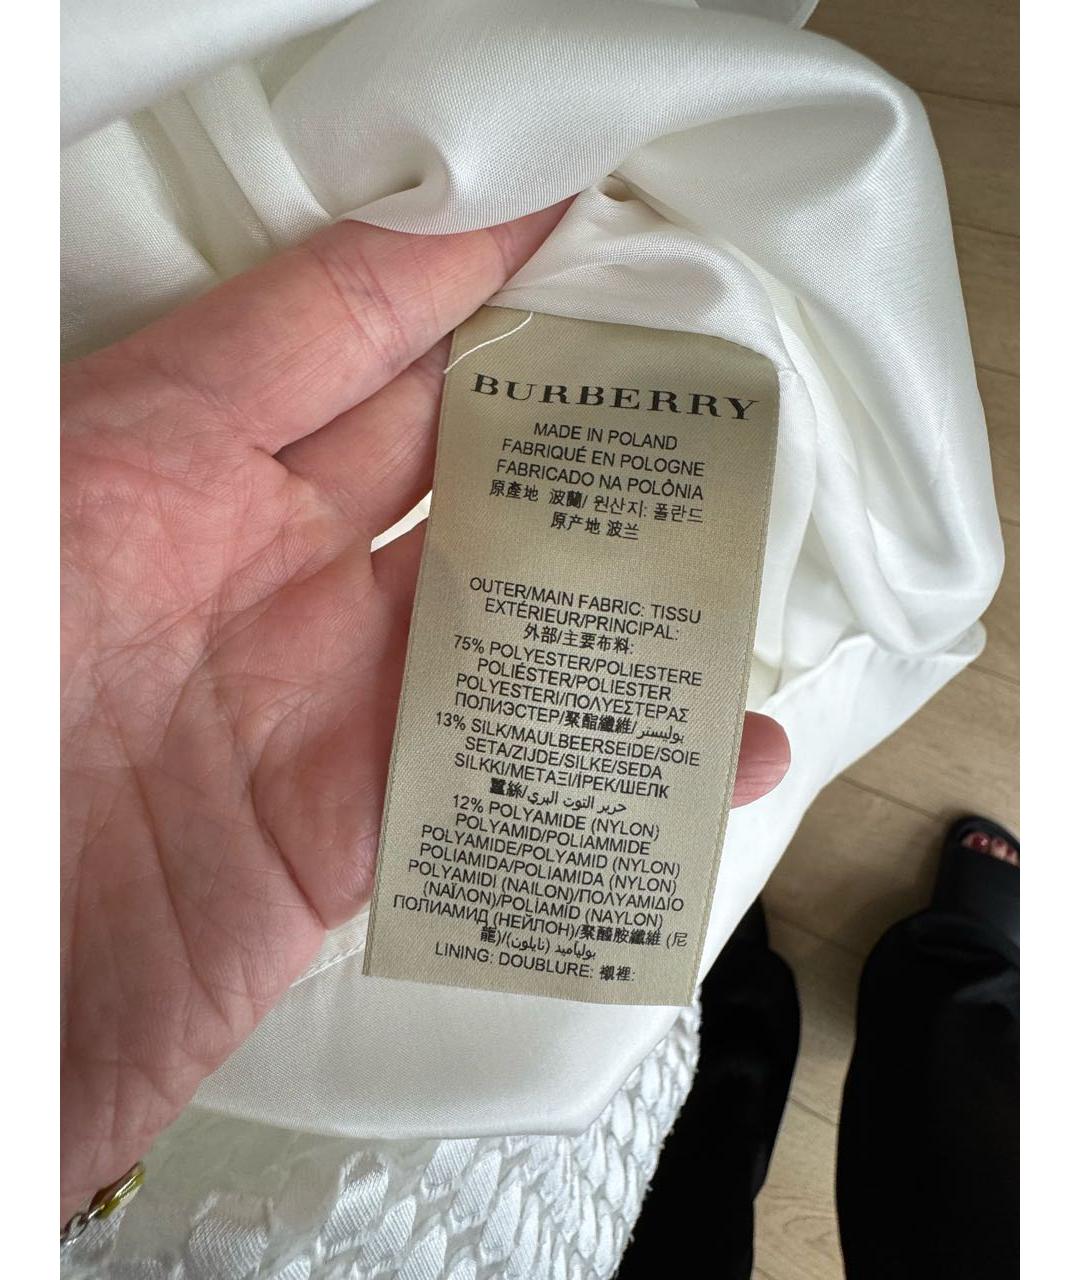 BURBERRY
MADE IN POLAND
FABRIQUÉ EN POLOGNE
FABRICADO NA POLÔNIA
原產地 波蘭/ 원산지: 폴란드
原产地 波兰
OUTER/MAIN FABRIC: TISSU
EXTÉRIEUR/PRINCIPAL:
外部/主要布料:
75% POLYESTER/POLIESTERE
POLIÉSTER/POLIESTER
POLYESTERI/ΠΟΛΥΕΣΤΕΡΑΣ
ПОЛИЭСТЕР/聚酯纖維/بوليستر
13% SILK/MAULBEERSEIDE/SOIE
SETA/ZIJDE/SILKE/SEDA
SILKKI/ΜΕΤΑΞΙ/İPEK/ШЕЛК
蠶絲/حرير التوت البري
12% POLYAMIDE (NYLON)
POLYAMID/POLIAMMIDE
POLYAMIDE/POLYAMID (NYLON)
POLIAMIDA/POLIAMIDA (NYLON)
POLYAMIDI (NAILON)/ΠΟΛΥΑΜΙΔΙΟ
(ΝΑΪΛΟΝ)/POLİAMİD (NAYLON)
ПОЛИАМИД (НЕЙЛОН)/聚醯胺纖維 (尼
龍)/بولياميد (نايلون)
LINING: DOUBLURE: 襯裡: